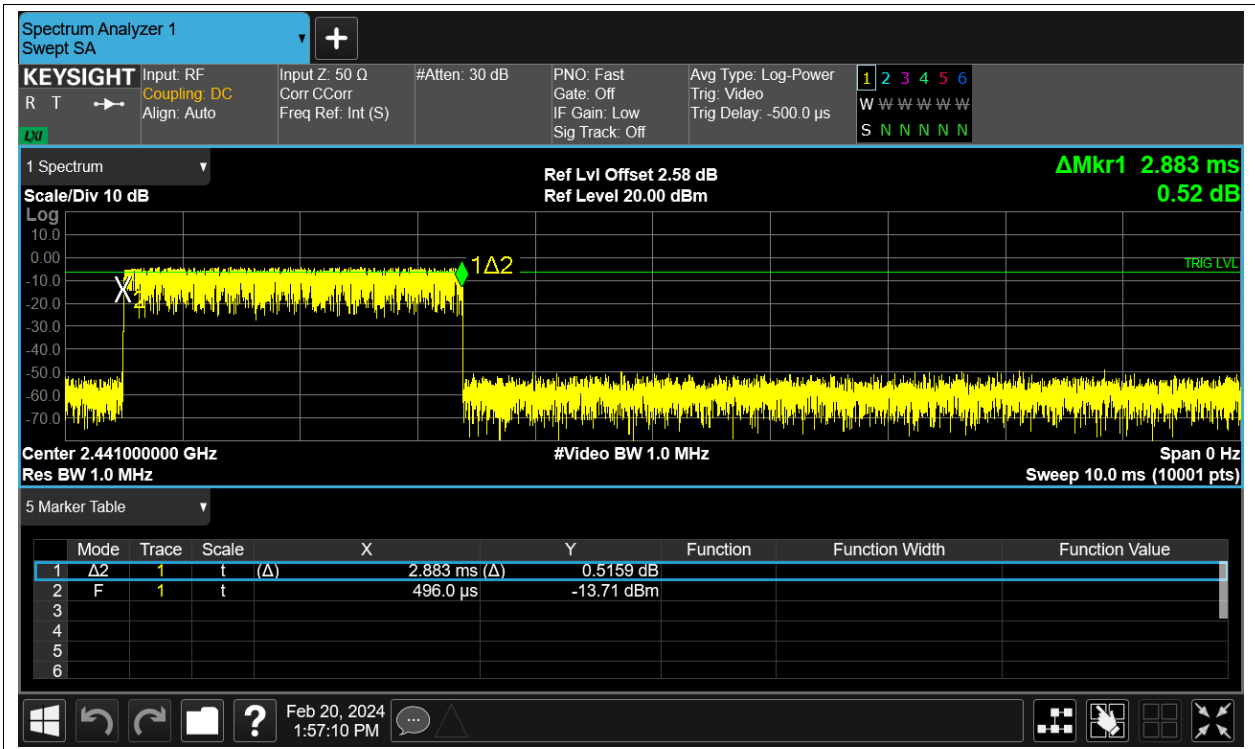 Spectrum Analyzer 1
Swept SA
KEYSIGHT Input: RF Input Z: 50 Ω #Atten: 30 dB PNO: Fast Avg Type: Log-Power 1 2 3 4 5 6
R T Coupling: DC Corr CCorr Gate: Off Trig: Video W W W W W W
Align: Auto Freq Ref: Int (S) IF Gain: Low Trig Delay: -500.0 µs
LXI Sig Track: Off S N N N N N
1 Spectrum Ref Lvl Offset 2.58 dB ΔMkr1 2.883 ms
Scale/Div 10 dB Ref Level 20.00 dBm 0.52 dB
Log
10.0
0.00 1Δ2 TRIG LVL
-10.0
-20.0 X2
-30.0
-40.0
-50.0
-60.0
-70.0
Center 2.441000000 GHz #Video BW 1.0 MHz Span 0 Hz
Res BW 1.0 MHz Sweep 10.0 ms (10001 pts)
5 Marker Table
Mode Trace Scale X Y Function Function Width Function Value
1 Δ2 1 t (Δ) 2.883 ms (Δ) 0.5159 dB
2 F 1 t 496.0 µs -13.71 dBm
3
4
5
6
? Feb 20, 2024
1:57:10 PM